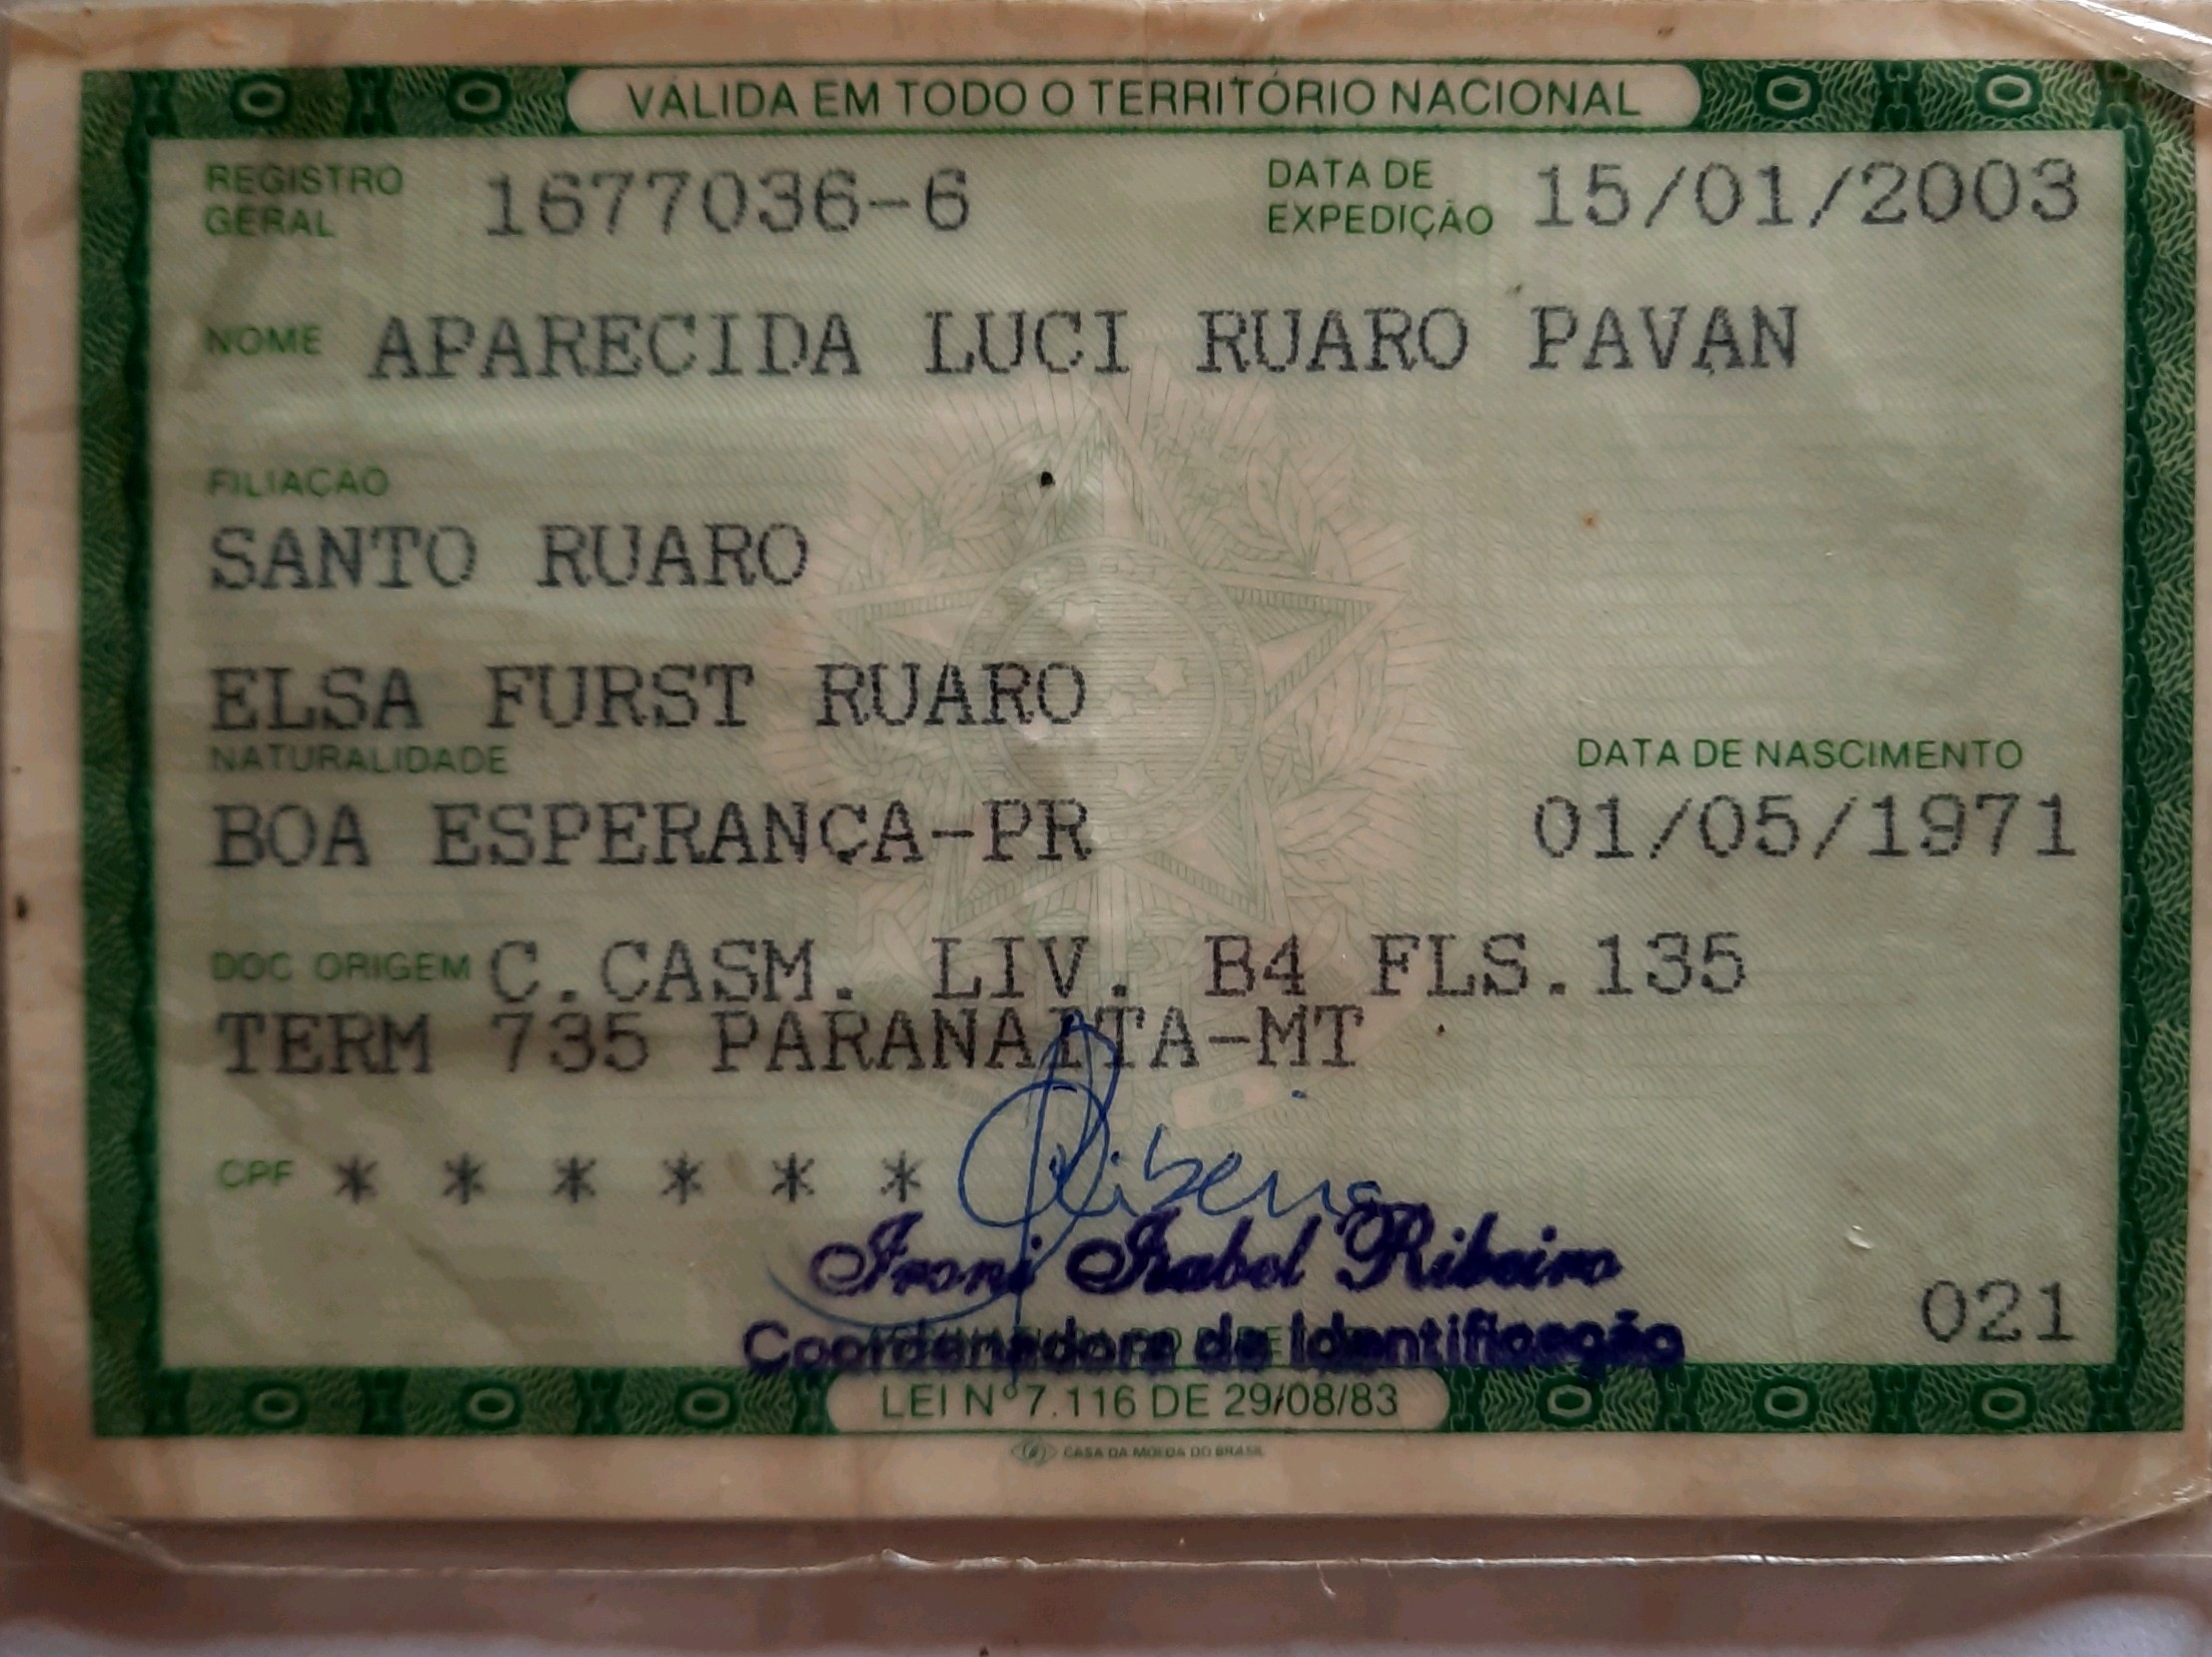 VÁLIDA EM TODO O TERRITÓRIO NACIONAL
REGISTRO GERAL 1677036-6 DATA DE EXPEDIÇÃO 15/01/2003
NOME APARECIDA LUCI RUARO PAVAN
FILIAÇÃO
SANTO RUARO
ELSA FURST RUARO
NATURALIDADE DATA DE NASCIMENTO
BOA ESPERANÇA-PR 01/05/1971
DOC ORIGEM C.CASM. LIV. B4 FLS.135
TERM 735 PARANAITA-MT
CPF * * * * * *
Ribeiro
Ironi Izabel Ribeiro
Coordenadora de Identificação
021
LEI Nº 7.116 DE 29/08/83
CASA DA MOEDA DO BRASIL